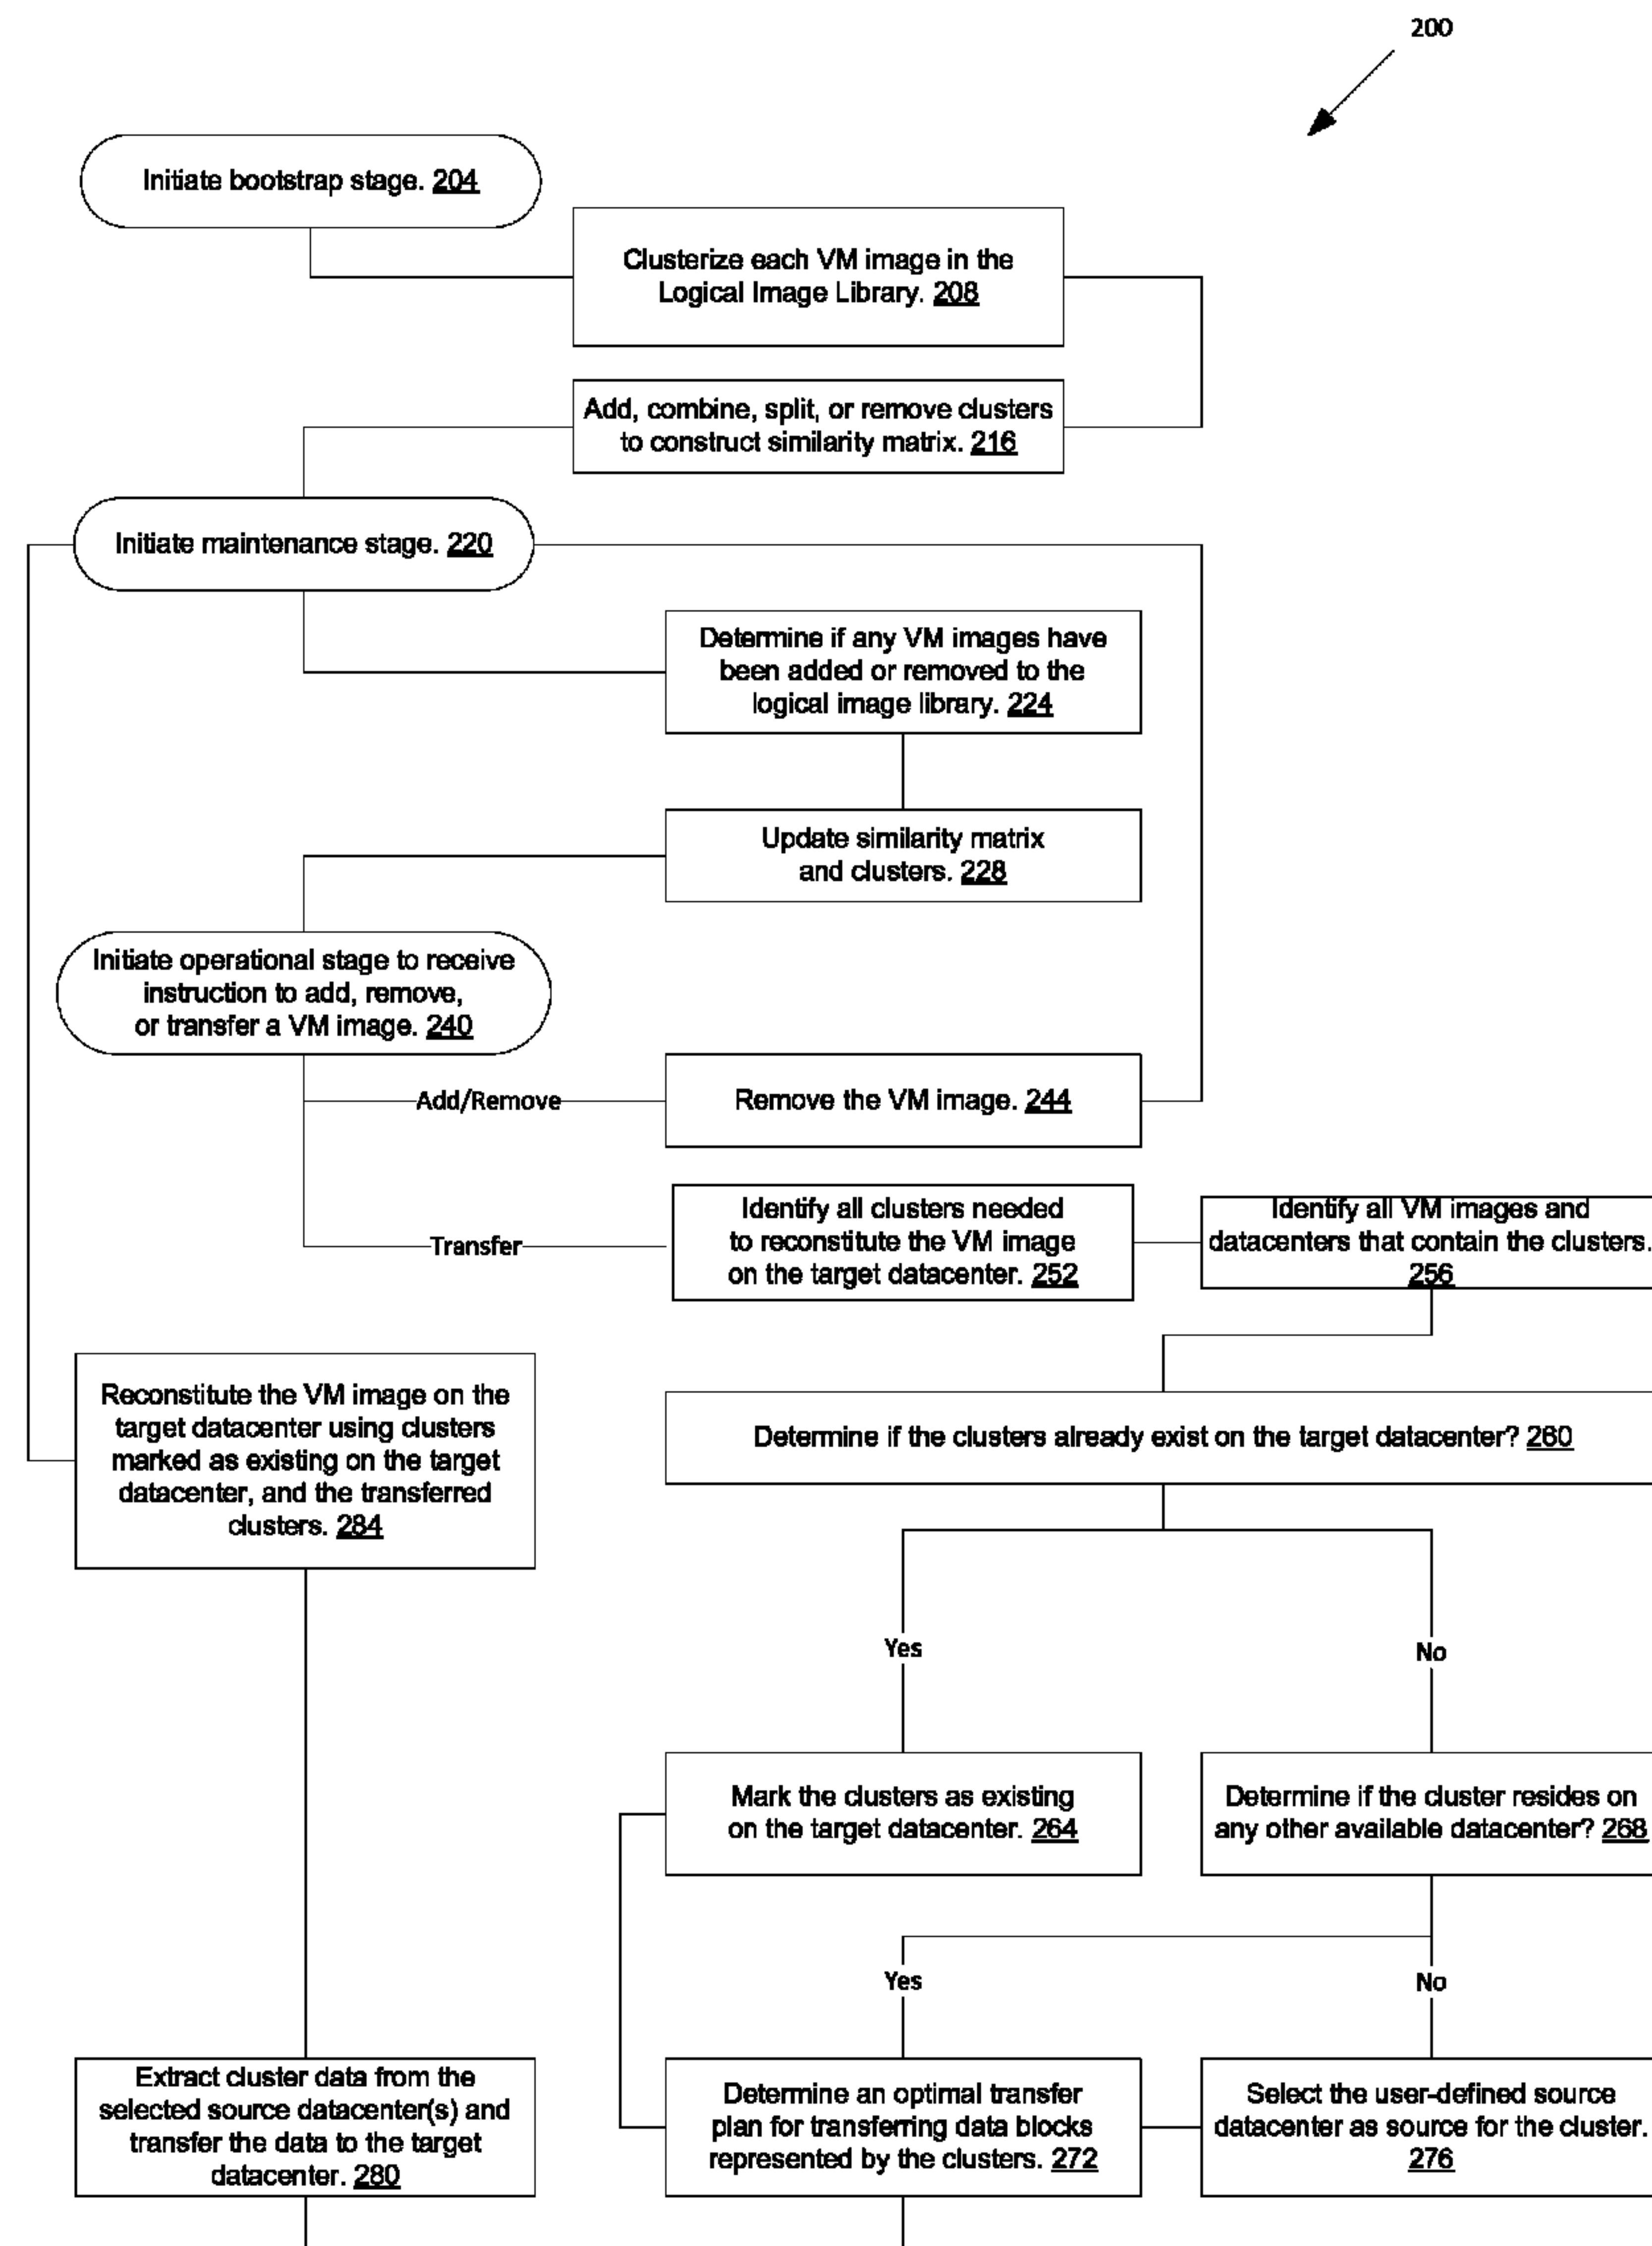 200
Initiate bootstrap stage. 204
Clusterize each VM image in the
Logical Image Library. 208
Add, combine, split, or remove clusters
to construct similarity matrix. 216
Initiate maintenance stage. 220
Determine if any VM images have
been added or removed to the
logical image library. 224
Update similarity matrix
and clusters. 228
Initiate operational stage to receive
instruction to add, remove,
or transfer a VM image. 240
Add/Remove
Remove the VM image. 244
Transfer
Identify all clusters needed
to reconstitute the VM image
on the target datacenter. 252
Identify all VM images and
datacenters that contain the clusters.
256
Reconstitute the VM image on the
target datacenter using clusters
marked as existing on the target
datacenter, and the transferred
clusters. 284
Determine if the clusters already exist on the target datacenter? 260
Yes
No
Mark the clusters as existing
on the target datacenter. 264
Determine if the cluster resides on
any other available datacenter? 268
Yes
No
Extract cluster data from the
selected source datacenter(s) and
transfer the data to the target
datacenter. 280
Determine an optimal transfer
plan for transferring data blocks
represented by the clusters. 272
Select the user-defined source
datacenter as source for the cluster.
276